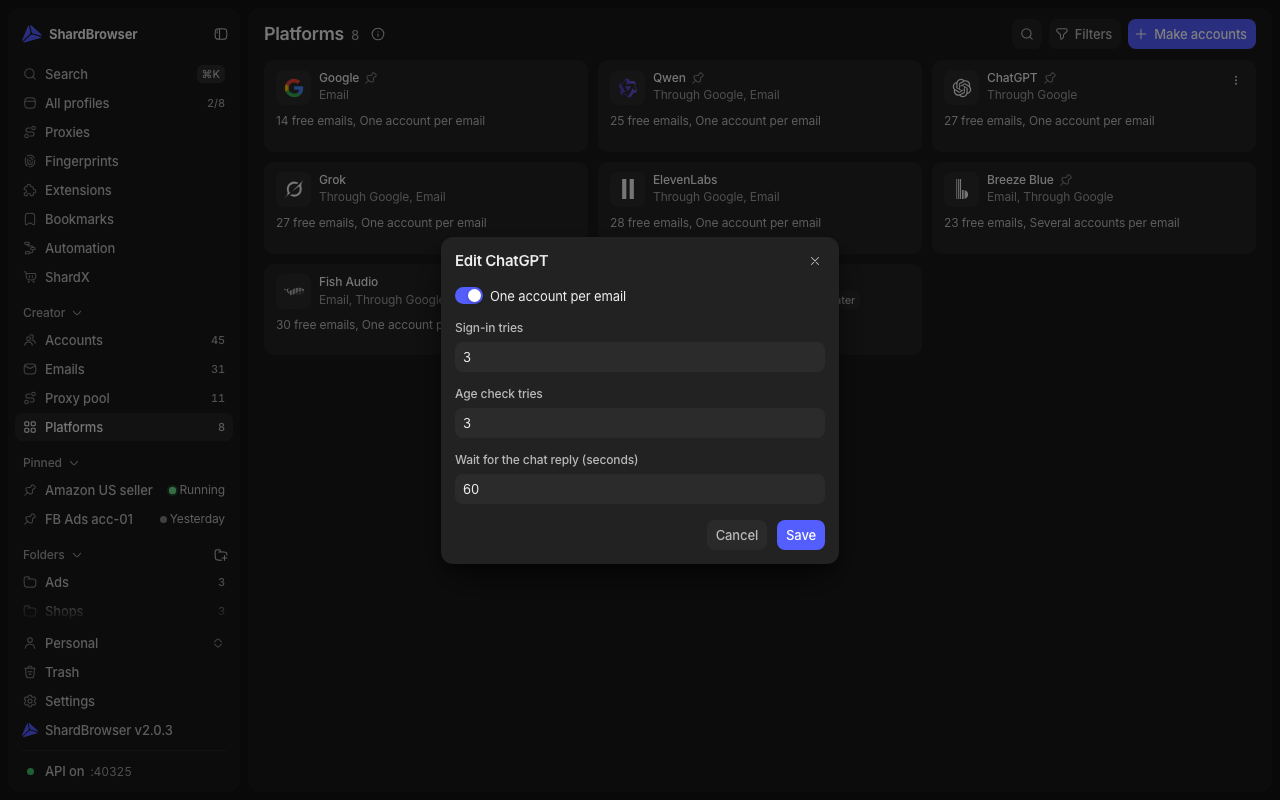 ShardBrowser
Search ⌘K
All profiles 2/8
Proxies
Fingerprints
Extensions
Bookmarks
Automation
ShardX
Creator
Accounts 45
Emails 31
Proxy pool 11
Platforms 8
Pinned
Amazon US seller Running
FB Ads acc-01 Yesterday
Folders
Ads 3
Shops 3
Personal
Trash
Settings
ShardBrowser v2.0.3
API on :40325
Platforms 8
Filters
Make accounts
Google
Email
14 free emails, One account per email
Qwen
Through Google, Email
25 free emails, One account per email
ChatGPT
Through Google
27 free emails, One account per email
Grok
Through Google, Email
27 free emails, One account per email
ElevenLabs
Through Google, Email
28 free emails, One account per email
Breeze Blue
Email, Through Google
23 free emails, Several accounts per email
Fish Audio
Email, Through Google
30 free emails, One account p
Edit ChatGPT
One account per email
Sign-in tries
3
Age check tries
3
Wait for the chat reply (seconds)
60
Cancel
Save